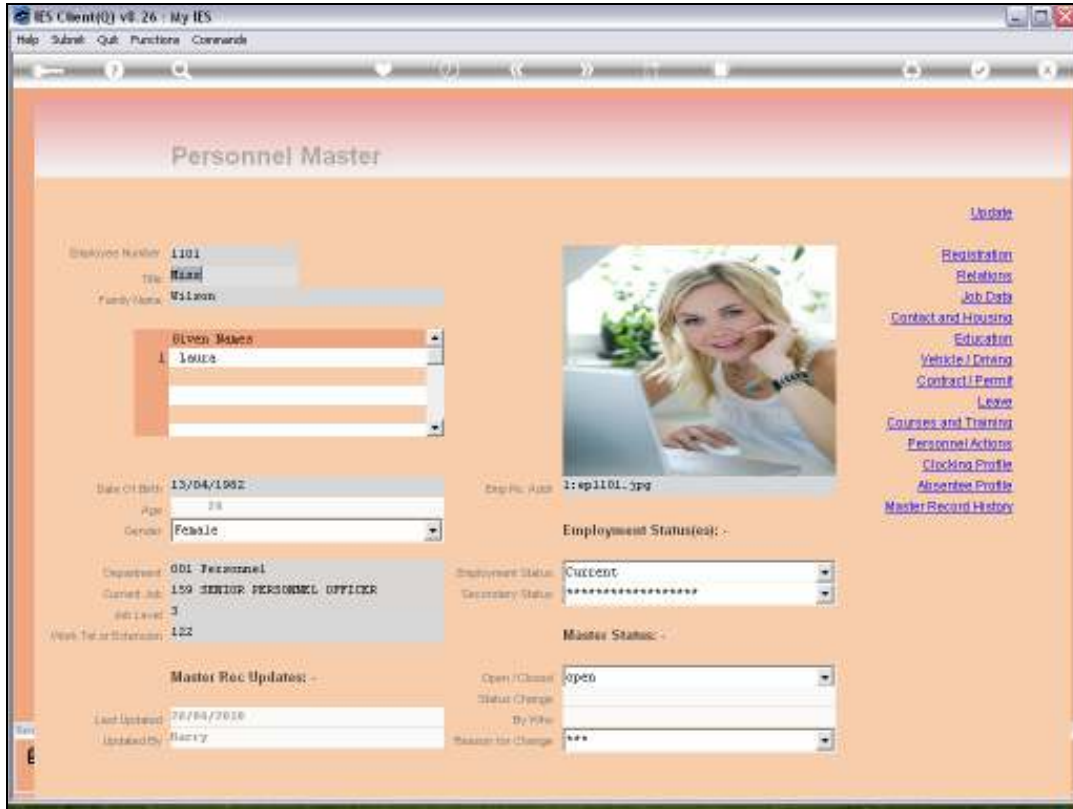 IES Client(Q) v8.26 : My IES
Help Submit Quit Functions Commands
Personnel Master
Update
Employee Number 1101
Title Miss
Family Name Wilson
Given Names
1 laura
Registration
Relations
Job Data
Contact and Housing
Education
Vehicle / Driving
Contract / Permit
Leave
Courses and Training
Personnel Actions
Clocking Profile
Absentee Profile
Master Record History
Date Of Birth 13/04/1982
Age 28
Gender Female
Emp Pic Addr 1:ep1101.jpg
Employment Status(es): -
Department 001 Personnel
Current Job 159 SENIOR PERSONNEL OFFICER
Job Level 3
Work Tel or Extension 122
Employment Status Current
Secondary Status ******************
Master Status: -
Master Rec Updates: -
Open / Closed open
Status Change
By Who
Reason for Change ***
Last Updated
Updated By Harry